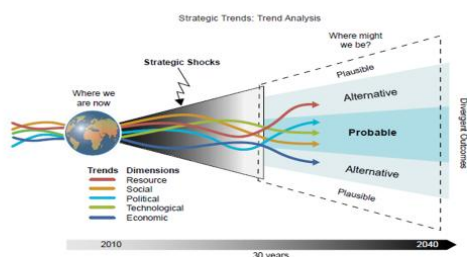 Strategic Trends: Trend Analysis
Where might
we be?
Strategic Shocks
Where we
are now
Plausible
Alternative
Probable
Alternative
Plausible
Divergent Outcomes
Trends Dimensions
Resource
Social
Political
Technological
Economic
2010
2040
30 years